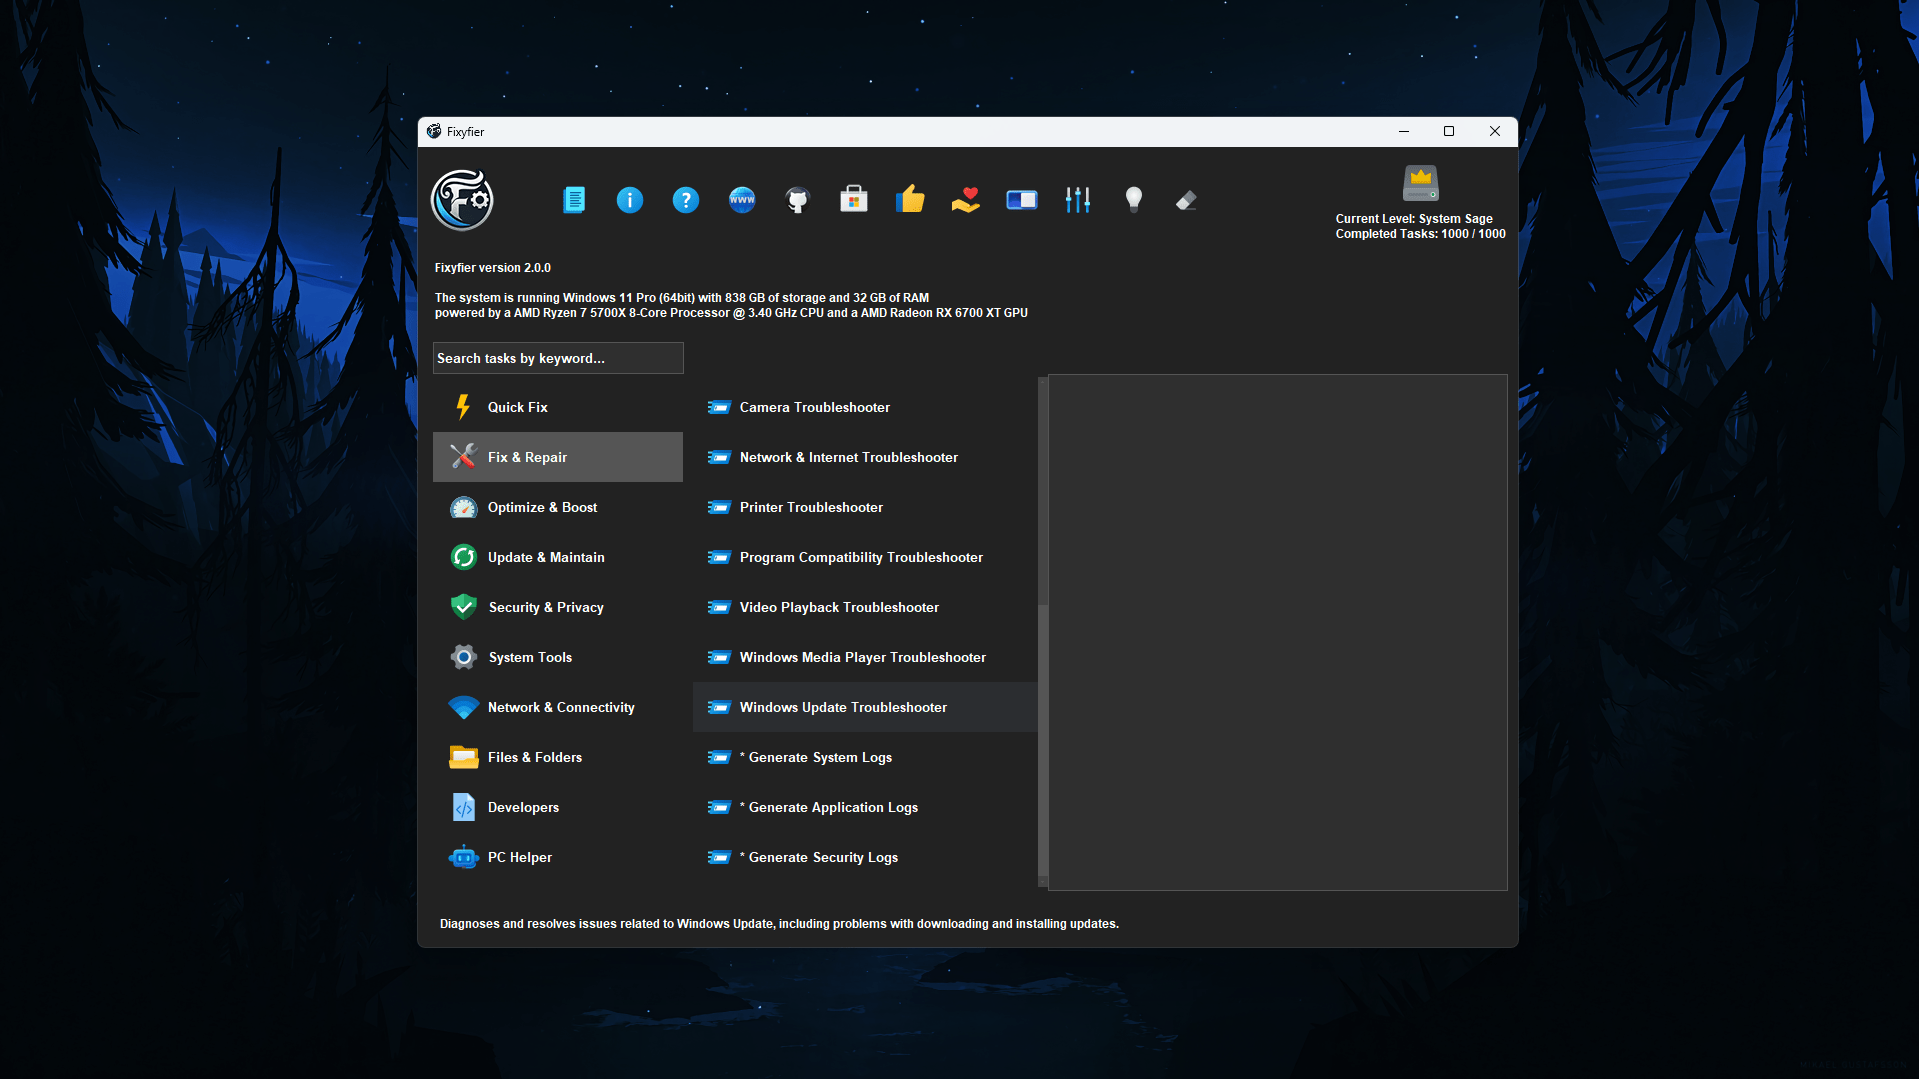 Fixyfier
www
Current Level: System Sage
Completed Tasks: 1000 / 1000
Fixyfier version 2.0.0
The system is running Windows 11 Pro (64bit) with 838 GB of storage and 32 GB of RAM
powered by a AMD Ryzen 7 5700X 8-Core Processor @ 3.40 GHz CPU and a AMD Radeon RX 6700 XT GPU
Search tasks by keyword...
Quick Fix
Fix & Repair
Optimize & Boost
Update & Maintain
Security & Privacy
System Tools
Network & Connectivity
Files & Folders
Developers
PC Helper
Camera Troubleshooter
Network & Internet Troubleshooter
Printer Troubleshooter
Program Compatibility Troubleshooter
Video Playback Troubleshooter
Windows Media Player Troubleshooter
Windows Update Troubleshooter
* Generate System Logs
* Generate Application Logs
* Generate Security Logs
Diagnoses and resolves issues related to Windows Update, including problems with downloading and installing updates.